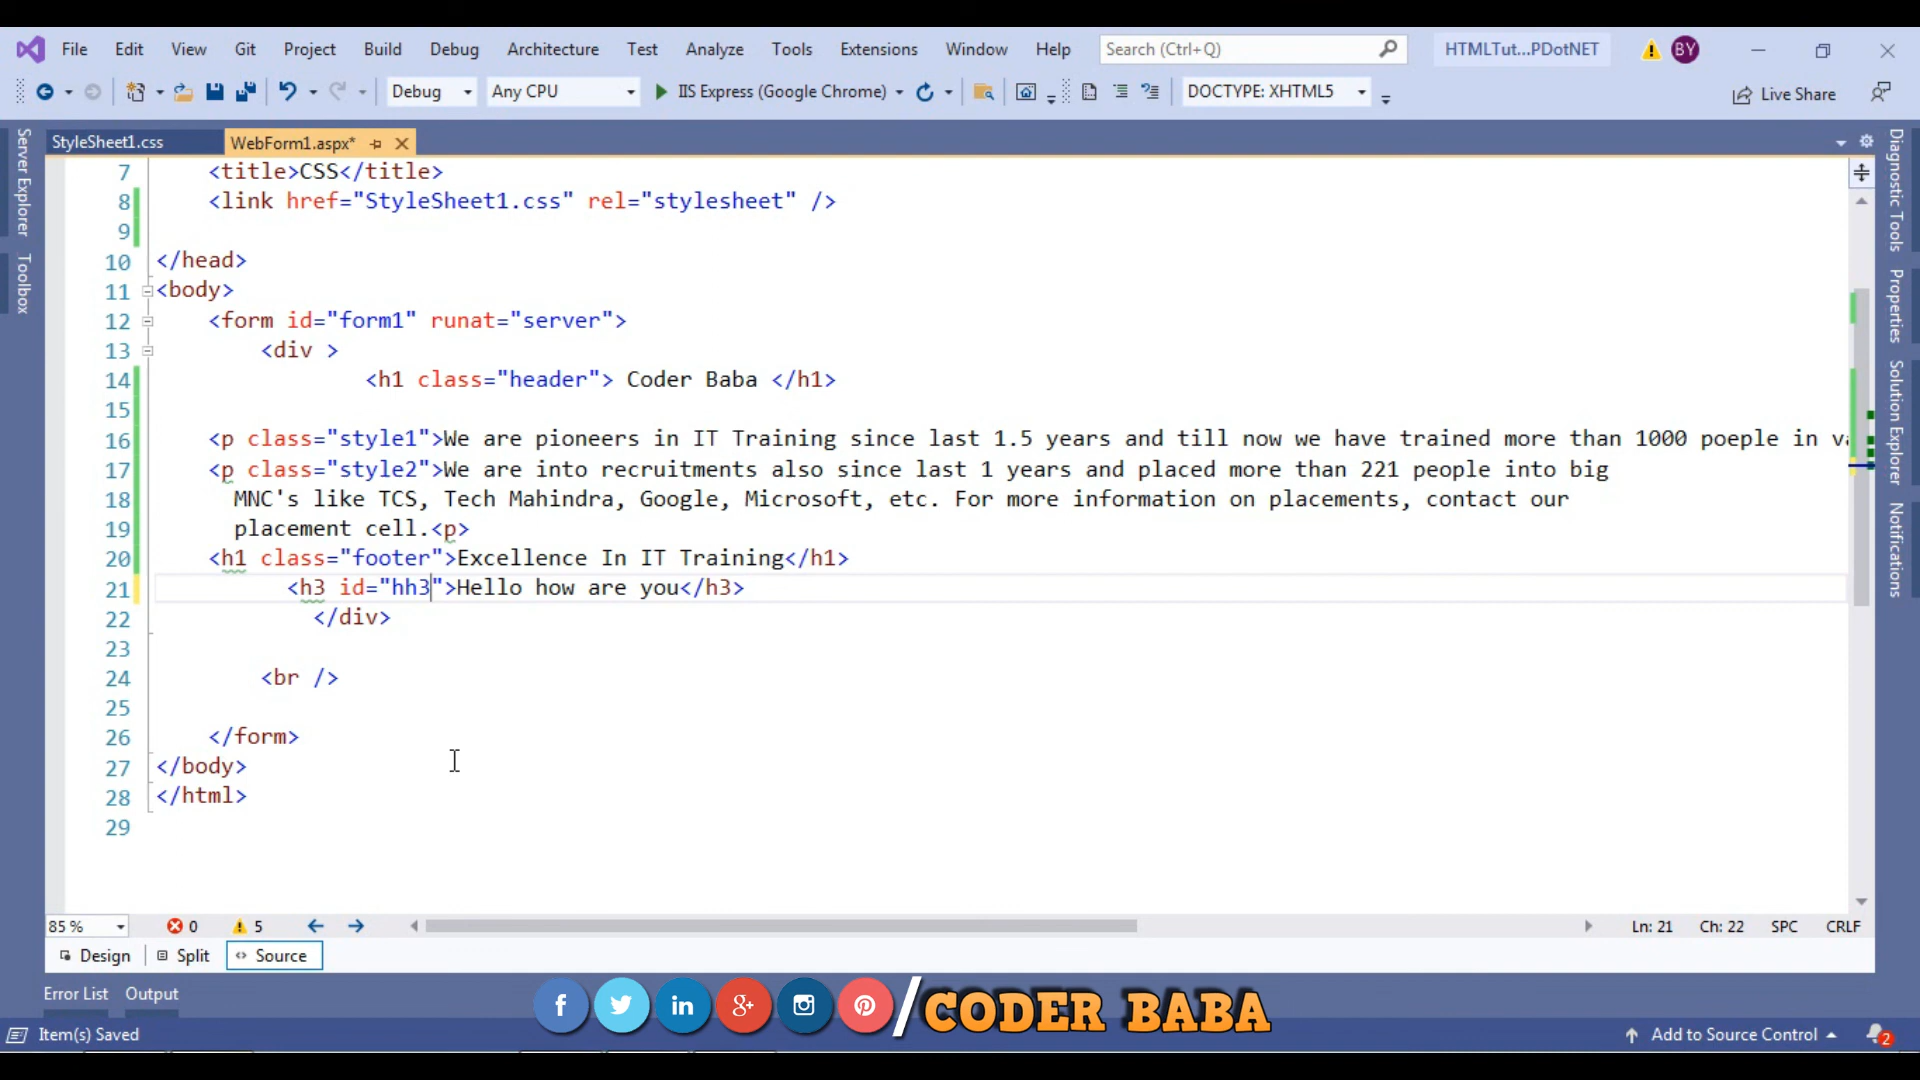 File Edit View Git Project Build Debug Architecture Test Analyze Tools Extensions Window Help Search (Ctrl+Q) HTMLTut...PDotNET BY
Debug Any CPU IIS Express (Google Chrome) DOCTYPE: XHTML5 Live Share
StyleSheet1.css WebForm1.aspx*
Server Explorer
Toolbox
7 <title>CSS</title>
8 <link href="StyleSheet1.css" rel="stylesheet" />
9
10 </head>
11 <body>
12 <form id="form1" runat="server">
13 <div >
14 <h1 class="header"> Coder Baba </h1>
15
16 <p class="style1">We are pioneers in IT Training since last 1.5 years and till now we have trained more than 1000 poeple in
17 <p class="style2">We are into recruitments also since last 1 years and placed more than 221 people into big
18 MNC's like TCS, Tech Mahindra, Google, Microsoft, etc. For more information on placements, contact our
19 placement cell.<p>
20 <h1 class="footer">Excellence In IT Training</h1>
21 <h3 id="hh3">Hello how are you</h3>
22 </div>
23
24 <br />
25
26 </form>
27 </body>
28 </html>
29
Diagnostic Tools
Properties
Solution Explorer
Notifications
85 % 0 5 Ln: 21 Ch: 22 SPC CRLF
Design Split Source
Error List Output
f in g+ /CODER BABA
Item(s) Saved Add to Source Control 2